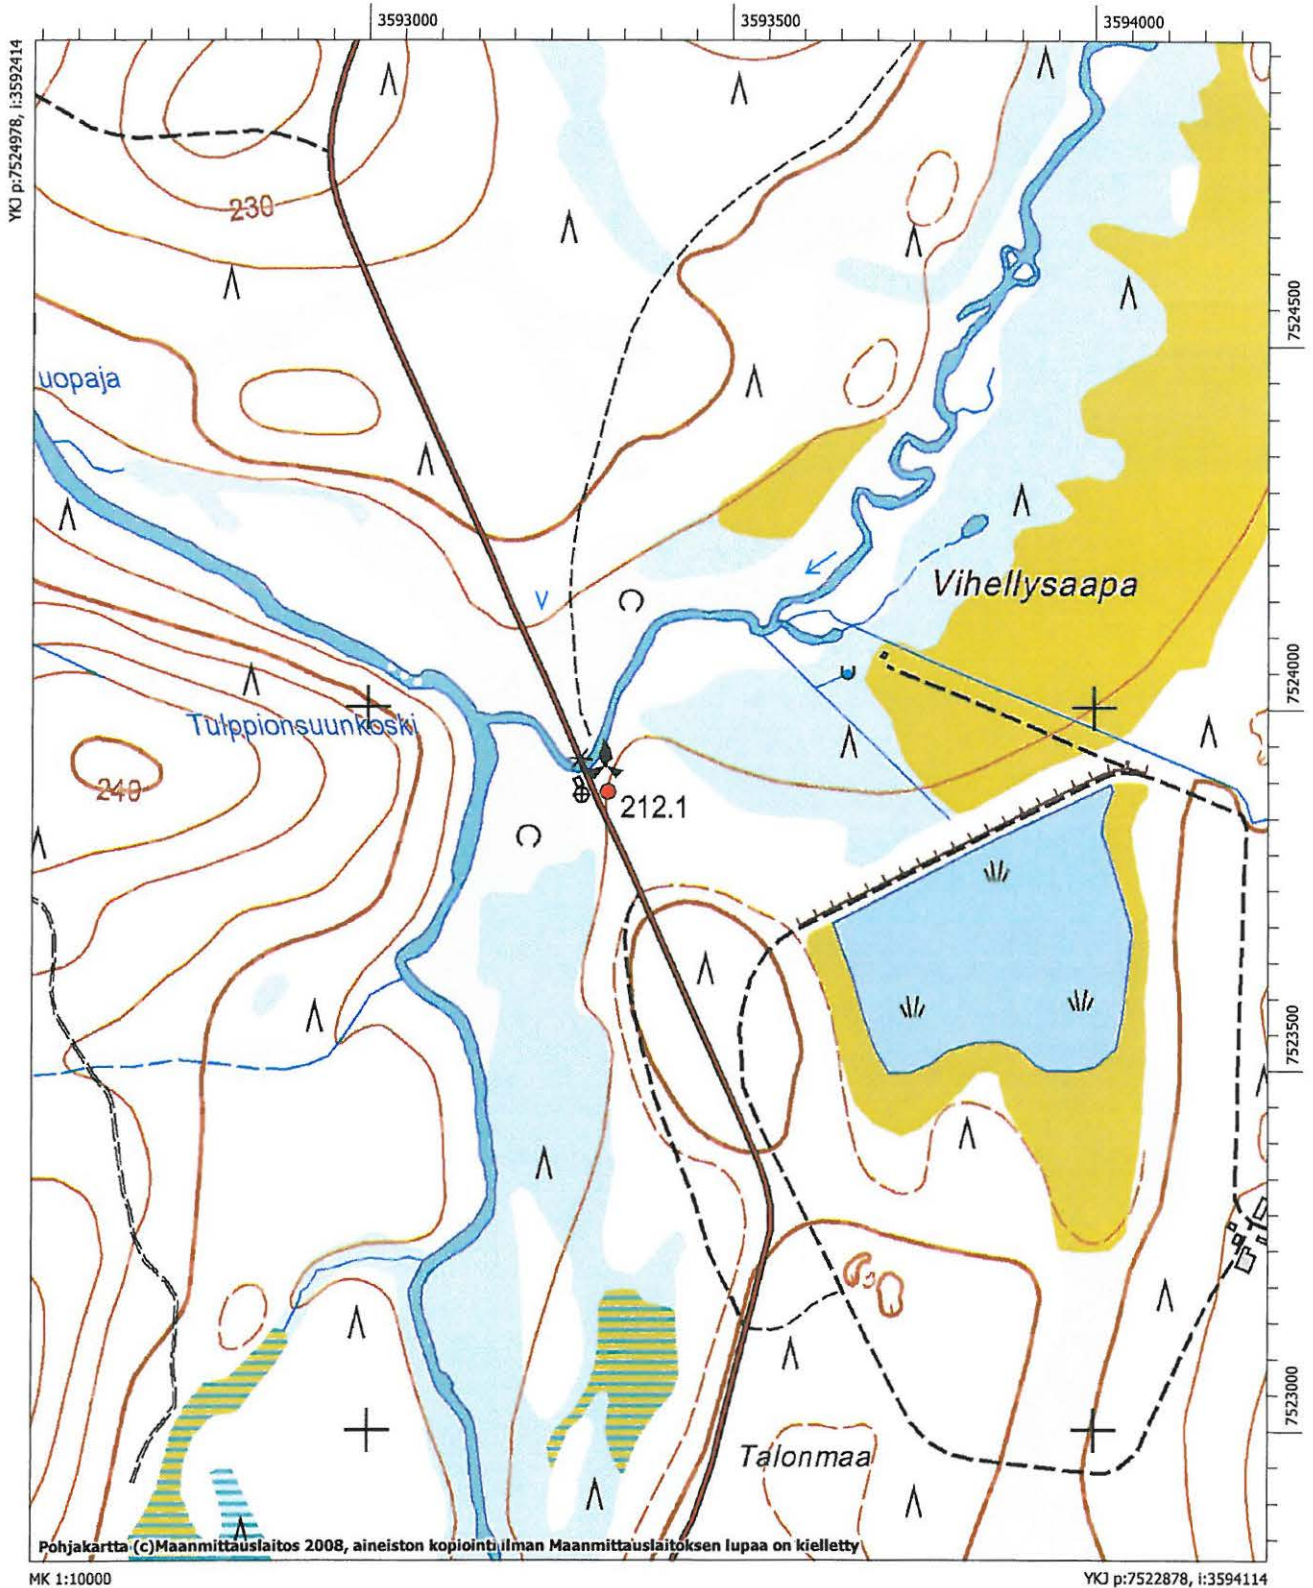 3593000
3593500
3594000
YKJ p:7524978, i:3592414
230
7524500
uopaja
Vihellysaapa
V
7524000
Tulppionsuunkoski
240
212.1
7523500
7523000
Talonmaa
Pohjakartta (c)Maanmittauslaitos 2008, aineiston kopiointi ilman Maanmittauslaitoksen lupaa on kielletty
MK 1:10000
YKJ p:7522878, i:3594114